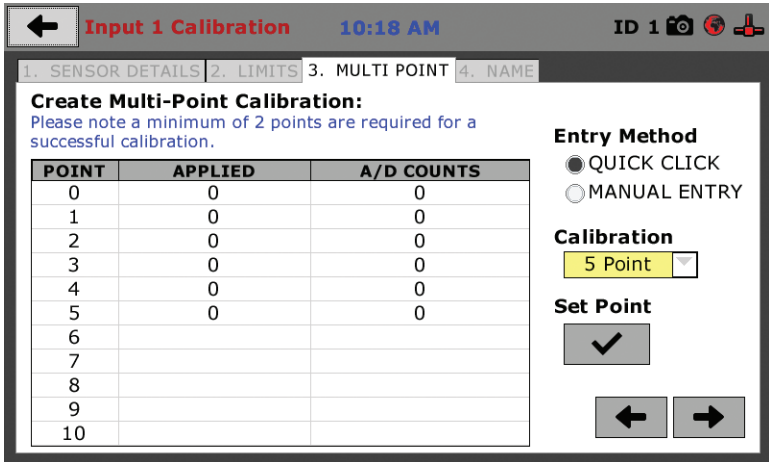 Input 1 Calibration 10:18 AM ID 1
1. SENSOR DETAILS 2. LIMITS 3. MULTI POINT 4. NAME
Create Multi-Point Calibration:
Please note a minimum of 2 points are required for a
successful calibration.
POINT APPLIED A/D COUNTS
0 0 0
1 0 0
2 0 0
3 0 0
4 0 0
5 0 0
6
7
8
9
10
Entry Method
QUICK CLICK
MANUAL ENTRY
Calibration
5 Point
Set Point